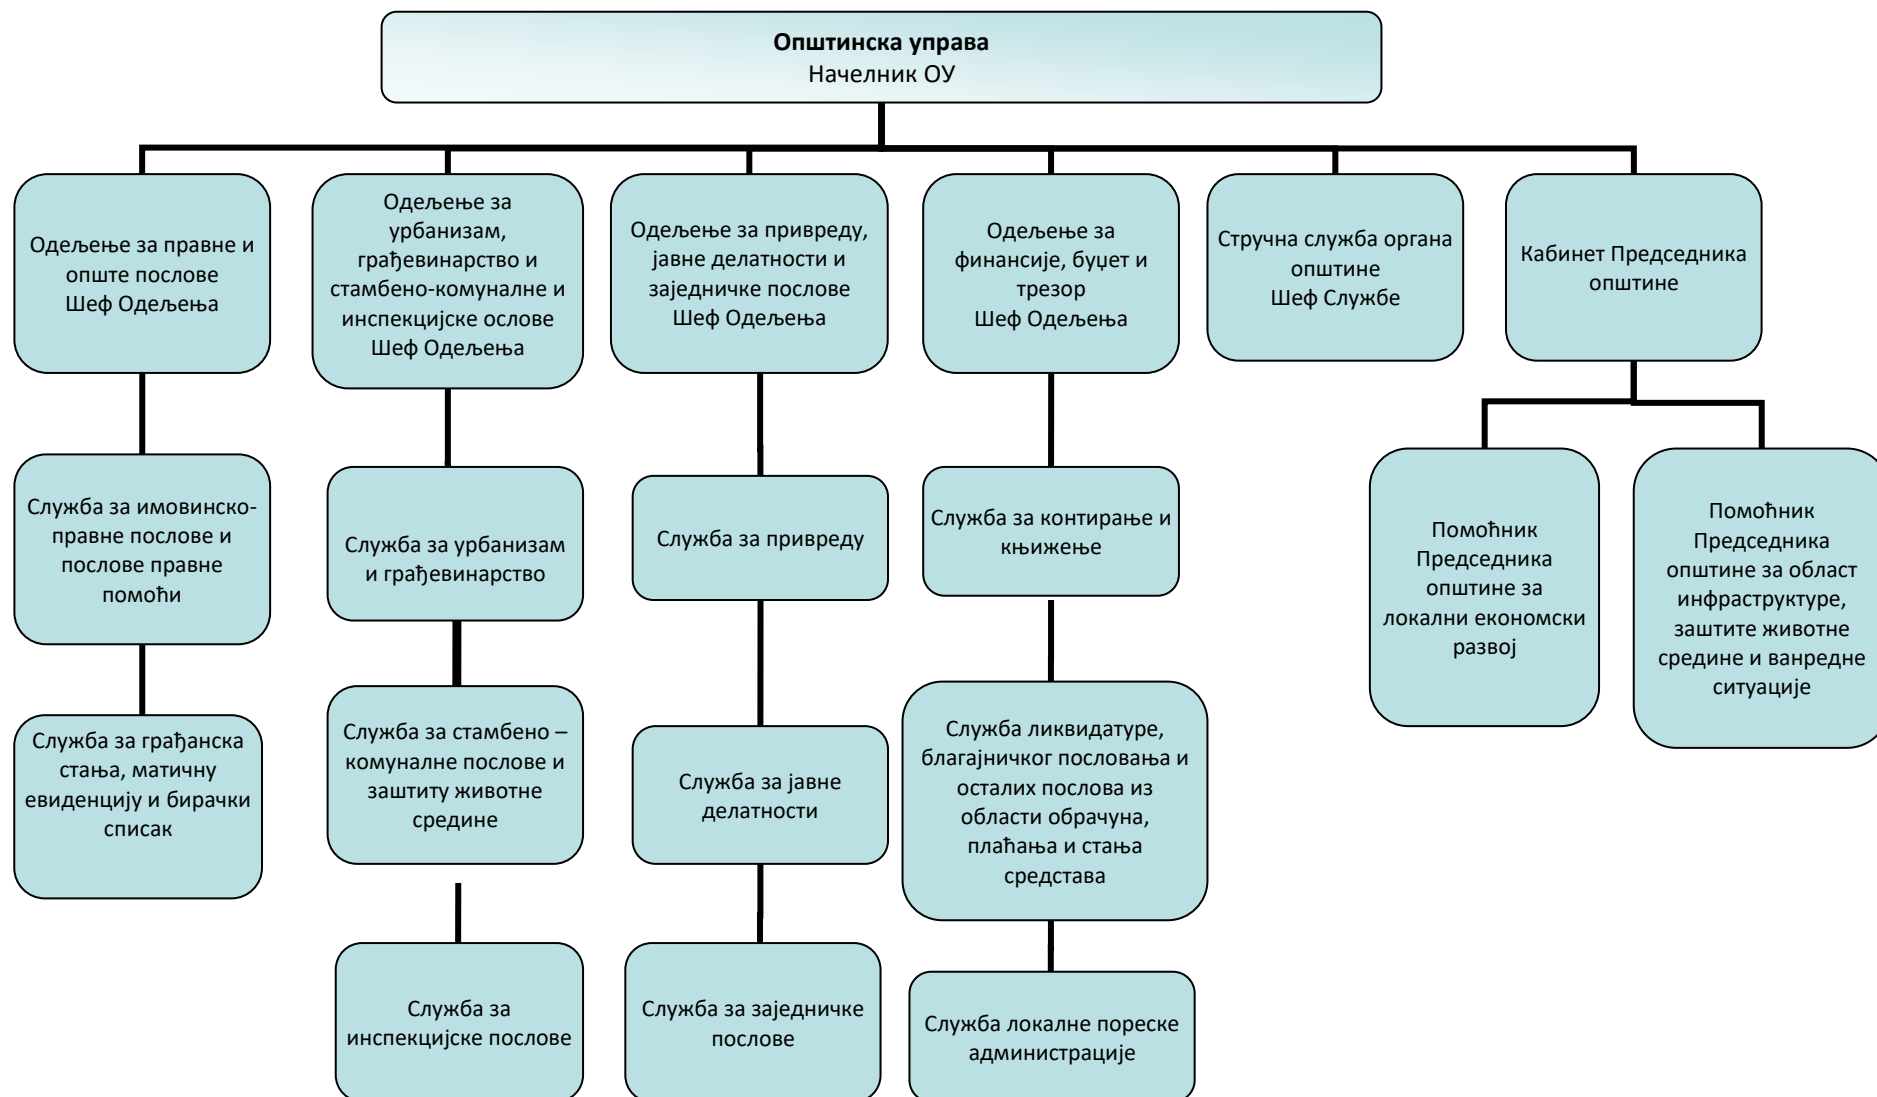 Општинска управа
Начелник ОУ
Одељење за правне и
опште послове
Шеф Одељења
Одељење за
урбанизам,
грађевинарство и
стамбено-комуналне и
инспекцијске ослове
Шеф Одељења
Одељење за привреду,
јавне делатности и
заједничке послове
Шеф Одељења
Одељење за
финансије, буџет и
трезор
Шеф Одељења
Стручна служба органа
општине
Шеф Службе
Кабинет Председника
општине
Служба за имовинско-
правне послове и
послове правне
помоћи
Служба за урбанизам
и грађевинарство
Служба за привреду
Служба за контирање и
књижење
Помоћник
Председника
општине за
локални економски
развој
Помоћник
Председника
општине за област
инфраструктуре,
заштите животне
средине и ванредне
ситуације
Служба за грађанска
стања, матичну
евиденцију и бирачки
списак
Служба за стамбено –
комуналне послове и
заштиту животне
средине
Служба за јавне
делатности
Служба ликвидатуре,
благајничког пословања и
осталих послова из
области обрачуна,
плаћања и стања
средстава
Служба за
инспекцијске послове
Служба за заједничке
послове
Служба локалне пореске
администрације